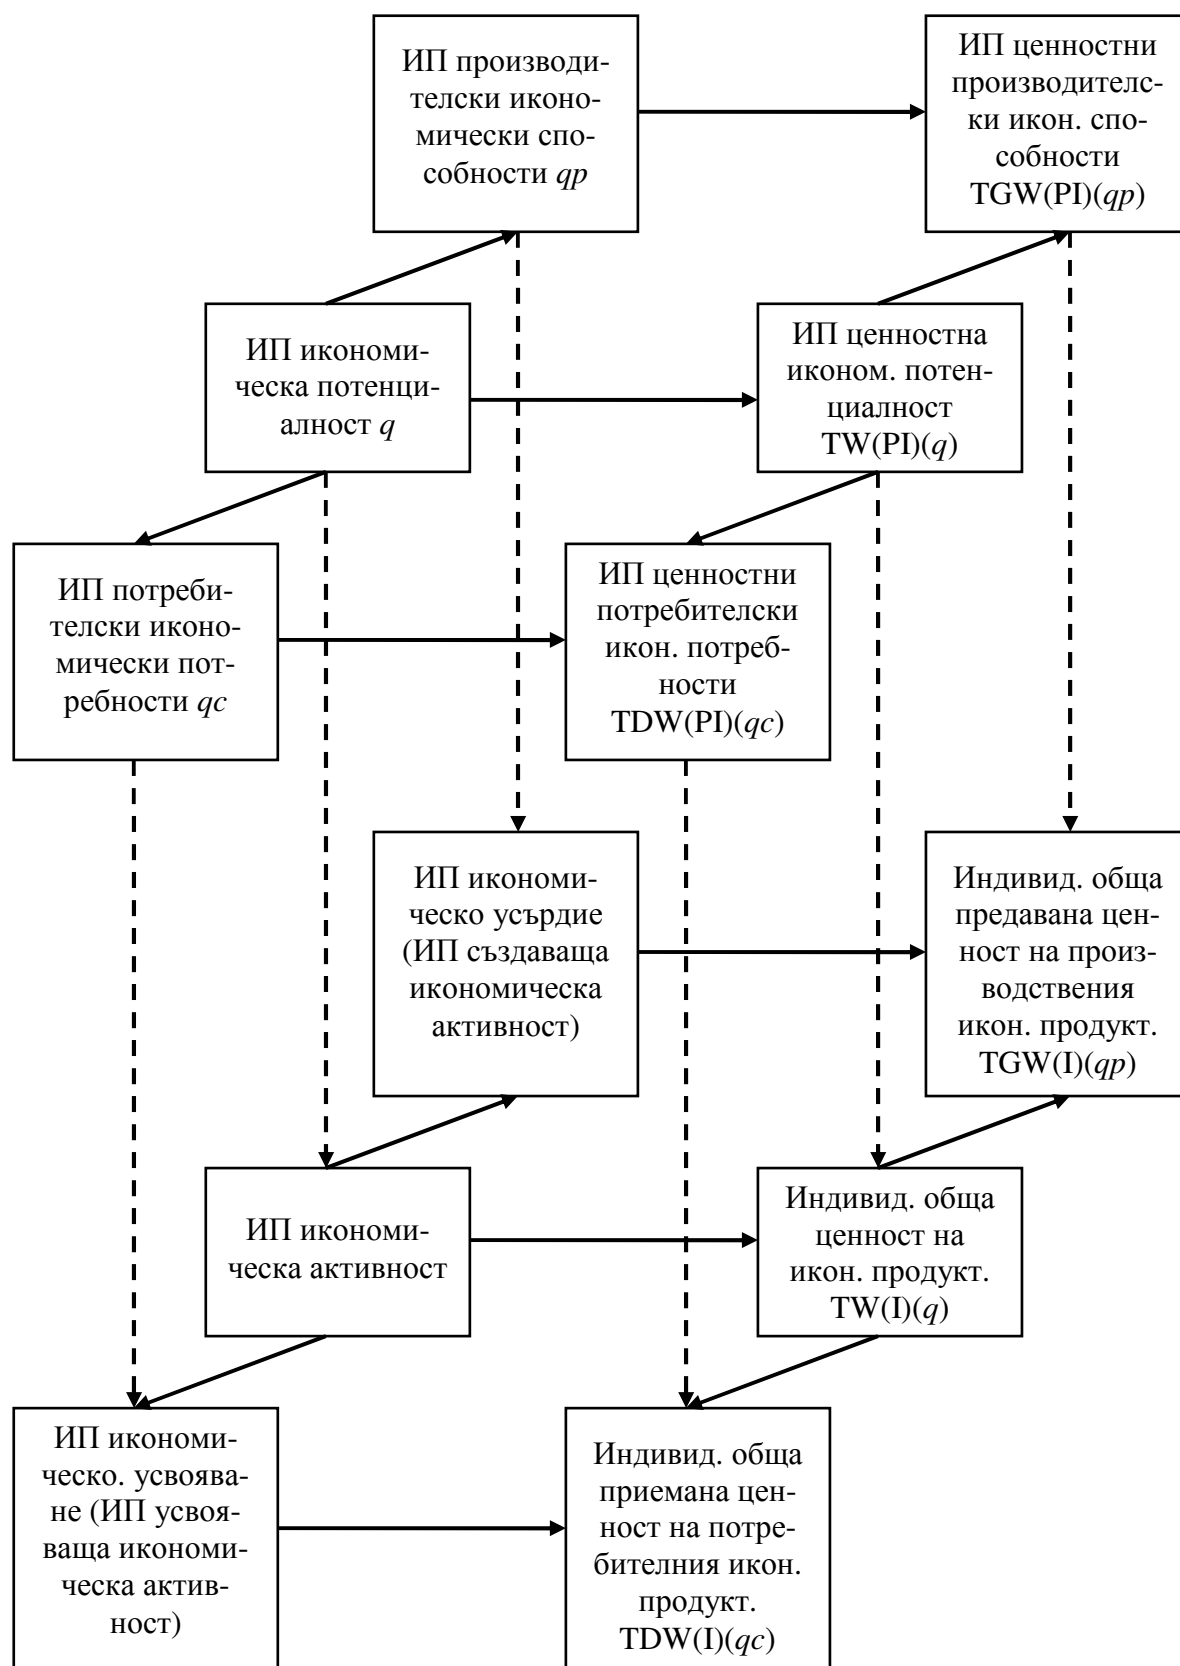 ИП производи-
телски иконо-
мически спо-
собности qp
ИП ценностни
производителс-
ки икон. спо-
собности
TGW(PI)(qp)
ИП икономи-
ческа потенци-
алност q
ИП ценностна
иконом. потен-
циалност
TW(PI)(q)
ИП потреби-
телски иконо-
мически пот-
ребности qc
ИП ценностни
потребителски
икон. потреб-
ности
TDW(PI)(qc)
ИП икономи-
ческо усърдие
(ИП създаваща
икономическа
активност)
Индивид. обща
предавана цен-
ност на произ-
водствения
икон. продукт.
TGW(I)(qp)
ИП икономи-
ческа активност
Индивид. обща
ценност на
икон. продукт.
TW(I)(q)
ИП икономи-
ческо. усвоява-
не (ИП усвоя-
ваща икономи-
ческа актив-
ност)
Индивид. обща
приемана цен-
ност на потре-
бителния икон.
продукт.
TDW(I)(qc)